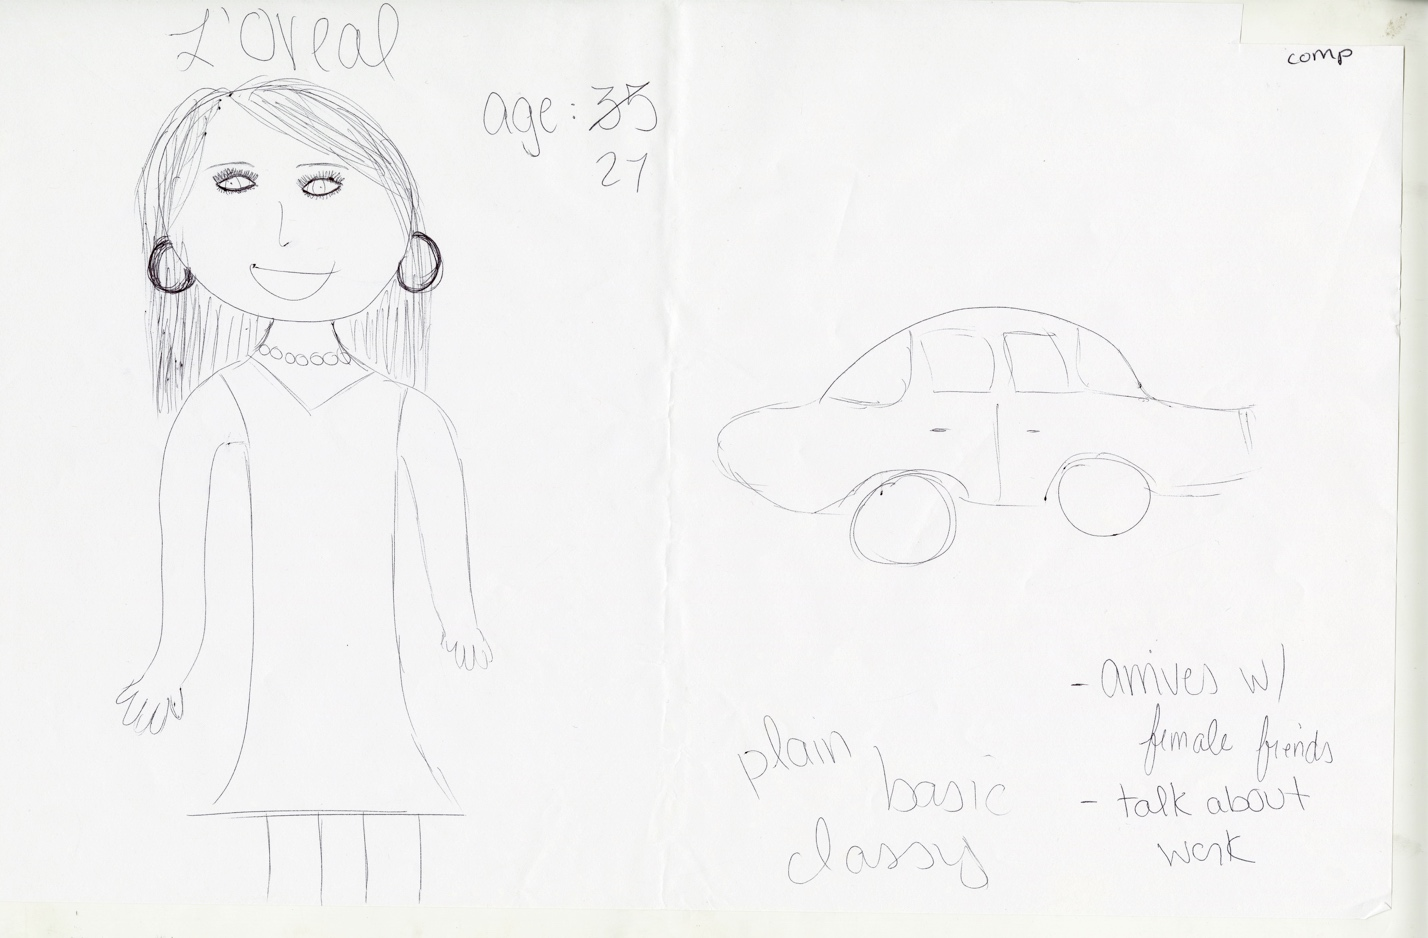 L'Oreal
age: 35
27
comp
plain
basic
classy
- arrives w/
female friends
- talk about
work